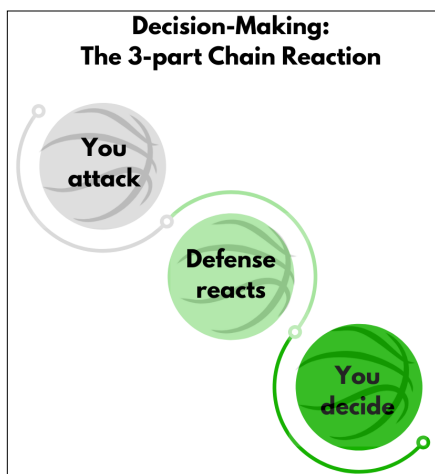 Decision-Making:
The 3-part Chain Reaction
You
attack
Defense
reacts
You
decide